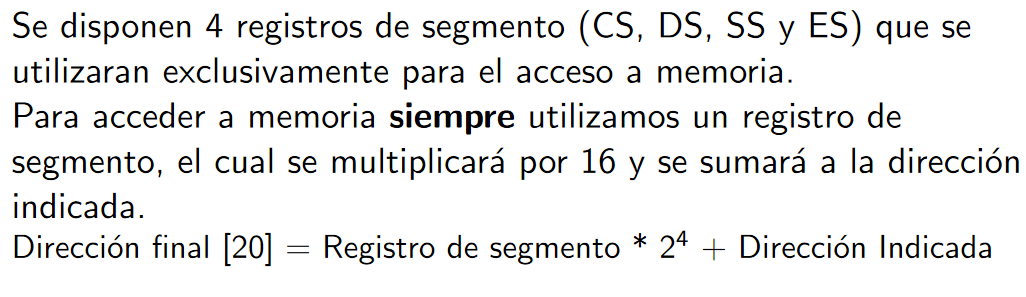 Se disponen 4 registros de segmento (CS, DS, SS y ES) que se
utilizaran exclusivamente para el acceso a memoria.
Para acceder a memoria siempre utilizamos un registro de
segmento, el cual se multiplicará por 16 y se sumará a la dirección
indicada.
Dirección final [20] = Registro de segmento * 2⁴ + Dirección Indicada